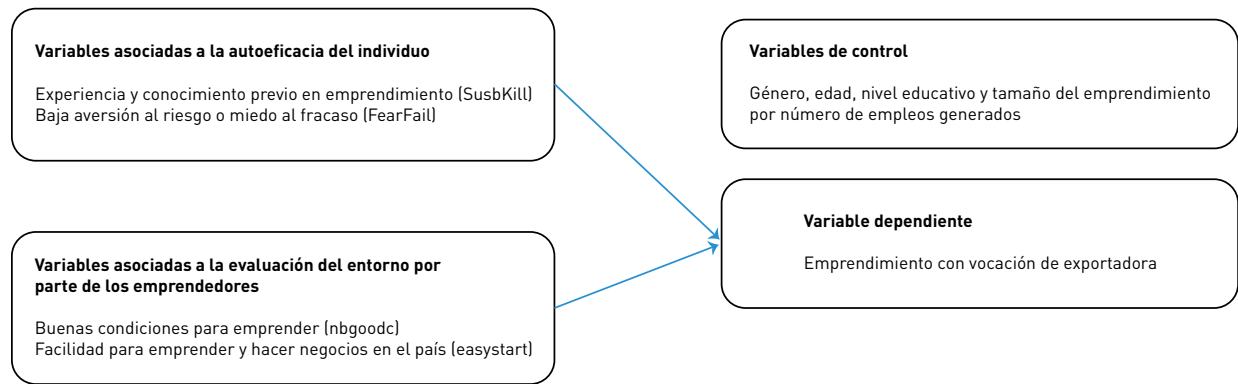 Variables asociadas a la autoeficacia del individuo
Experiencia y conocimiento previo en emprendimiento (SusbKill)
Baja aversión al riesgo o miedo al fracaso (FearFail)
Variables de control
Género, edad, nivel educativo y tamaño del emprendimiento
por número de empleos generados
Variables asociadas a la evaluación del entorno por
parte de los emprendedores
Buenas condiciones para emprender (nbgoodc)
Facilidad para emprender y hacer negocios en el país (easystart)
Variable dependiente
Emprendimiento con vocación de exportadora